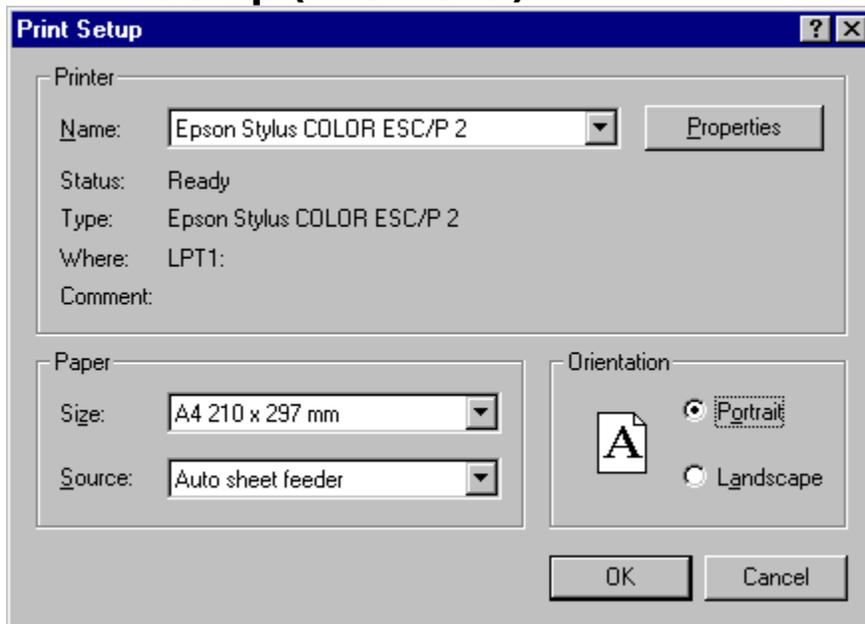 Print Setup
Printer
Name: Epson Stylus COLOR ESC/P 2 Properties
Status: Ready
Type: Epson Stylus COLOR ESC/P 2
Where: LPT1:
Comment:
Paper Orientation
Size: A4 210 x 297 mm Portrait
A
Source: Auto sheet feeder Landscape
OK Cancel